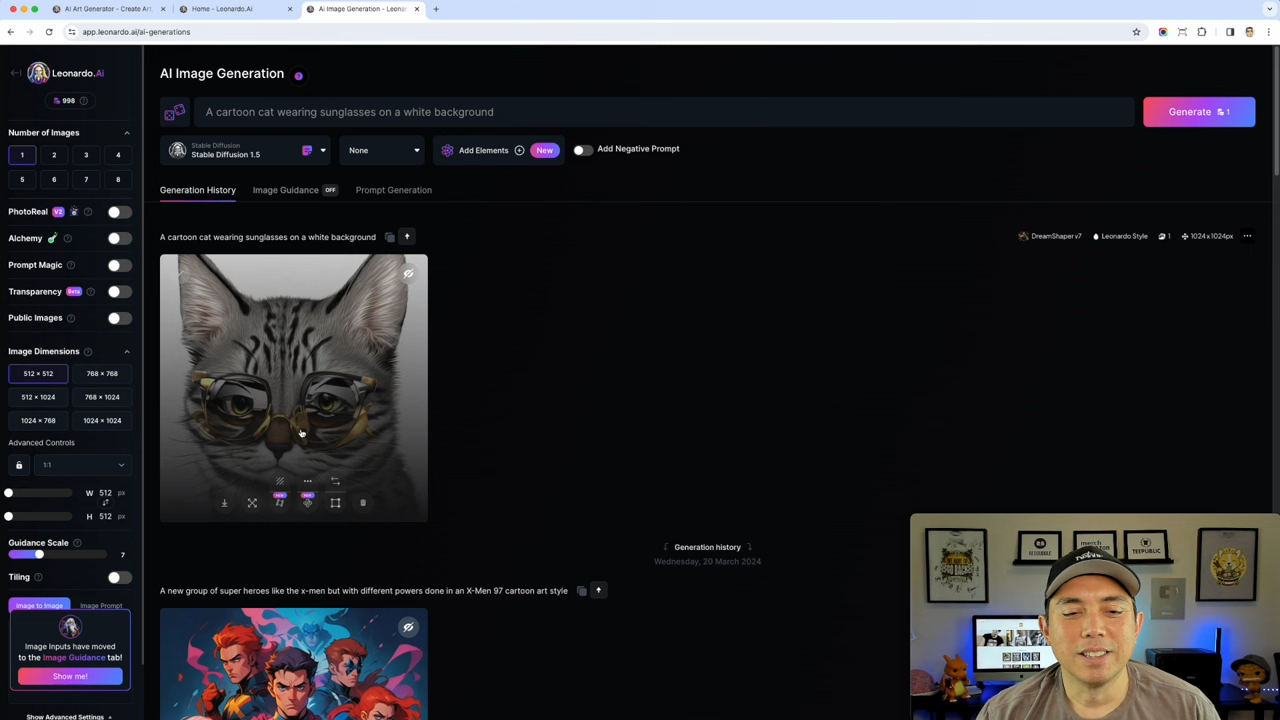 AI Art Generator - Create Art,
Home - Leonardo.Ai
AI Image Generation - Leona
app.leonardo.ai/ai-generations
Leonardo.Ai
998
AI Image Generation
A cartoon cat wearing sunglasses on a white background
Generate 1
Number of Images
1 2 3 4
5 6 7 8
Stable Diffusion
Stable Diffusion 1.5
None
Add Elements
New
Add Negative Prompt
Generation History
Image Guidance OFF
Prompt Generation
PhotoReal V2
Alchemy
Prompt Magic
Transparency Beta
Public Images
A cartoon cat wearing sunglasses on a white background
DreamShaper v7
Leonardo Style
1
1024x1024px
Image Dimensions
512 × 512
768 × 768
512 × 1024
768 × 1024
1024 × 768
1024 × 1024
Advanced Controls
1:1
W 512 px
H 512 px
Guidance Scale
7
Tiling
Image to Image
Image Prompt
Image Inputs have moved
to the Image Guidance tab!
Show me!
Show Advanced Settings
NEW
NEW
Generation history
Wednesday, 20 March 2024
A new group of super heroes like the x-men but with different powers done in an X-Men 97 cartoon art style
REDBUBBLE
merch
TEEPUBLIC